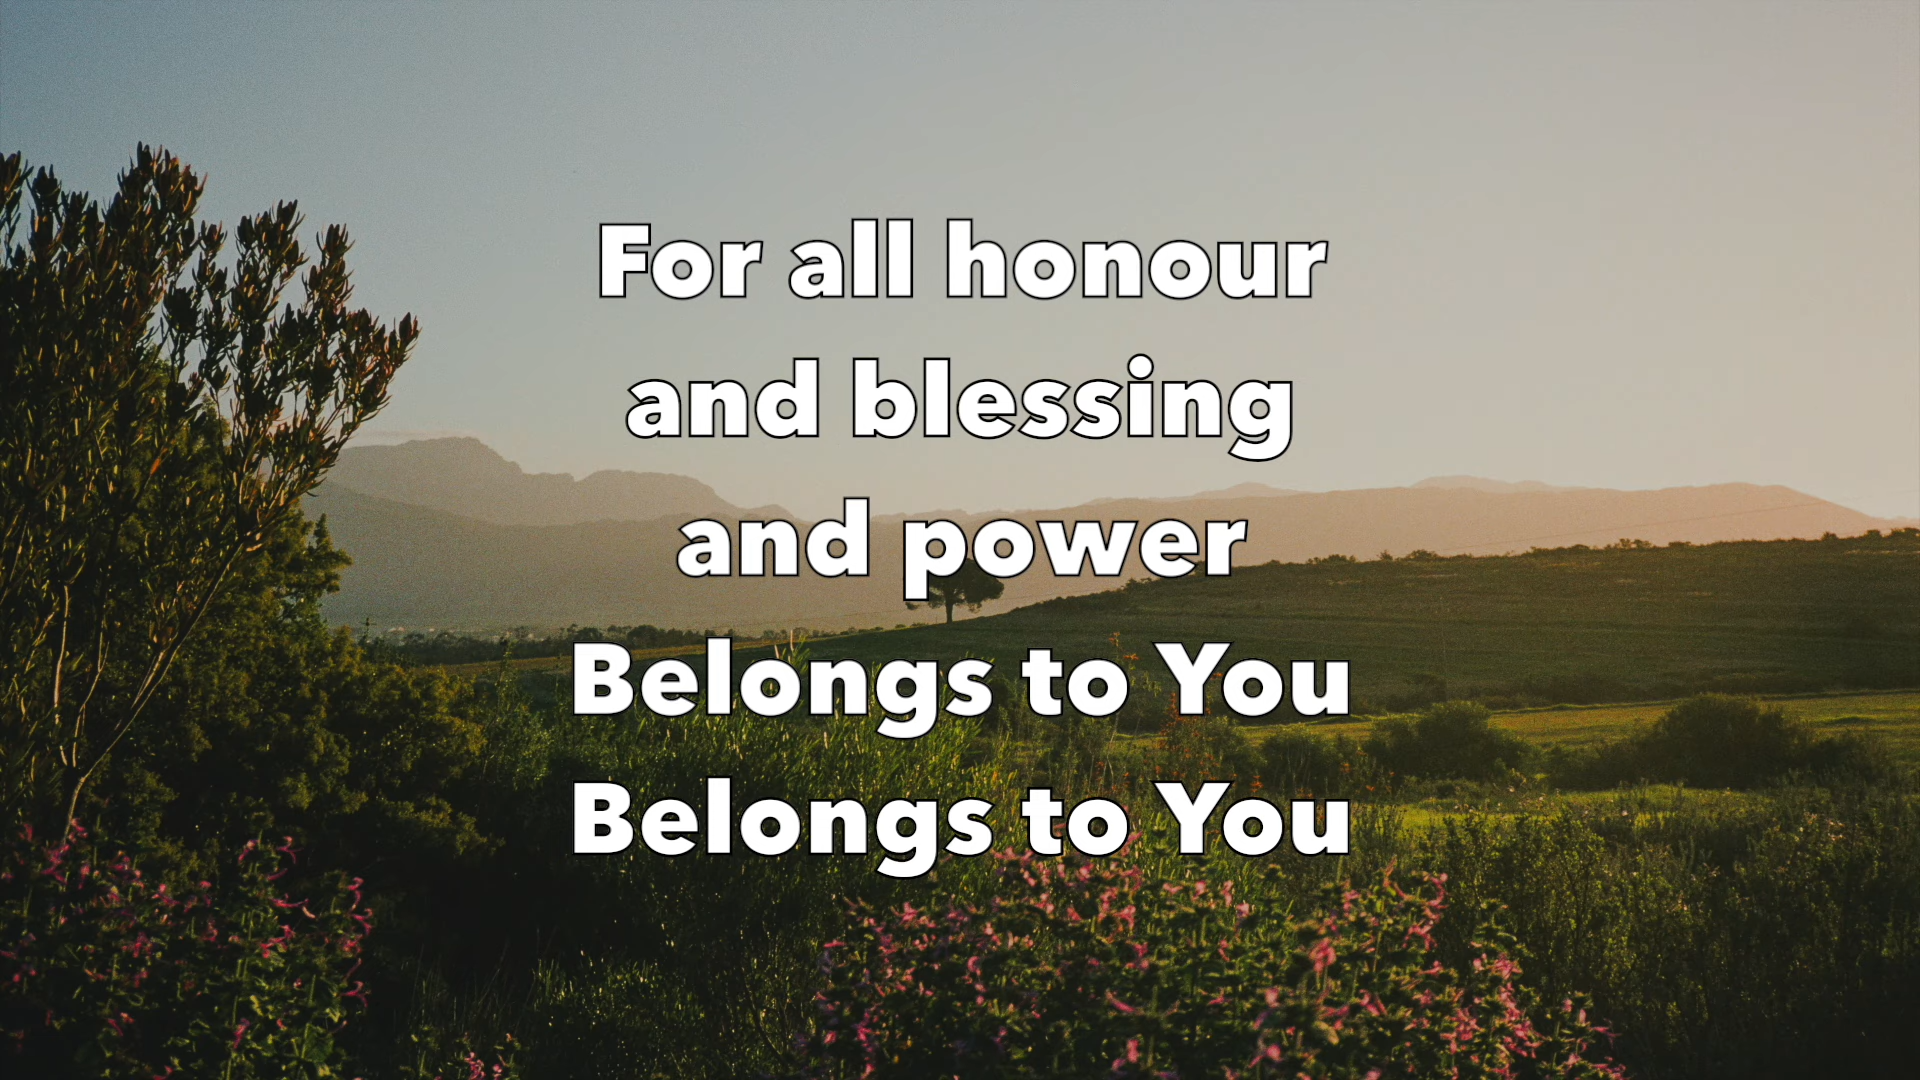 For all honour
and blessing
and power
Belongs to You
Belongs to You